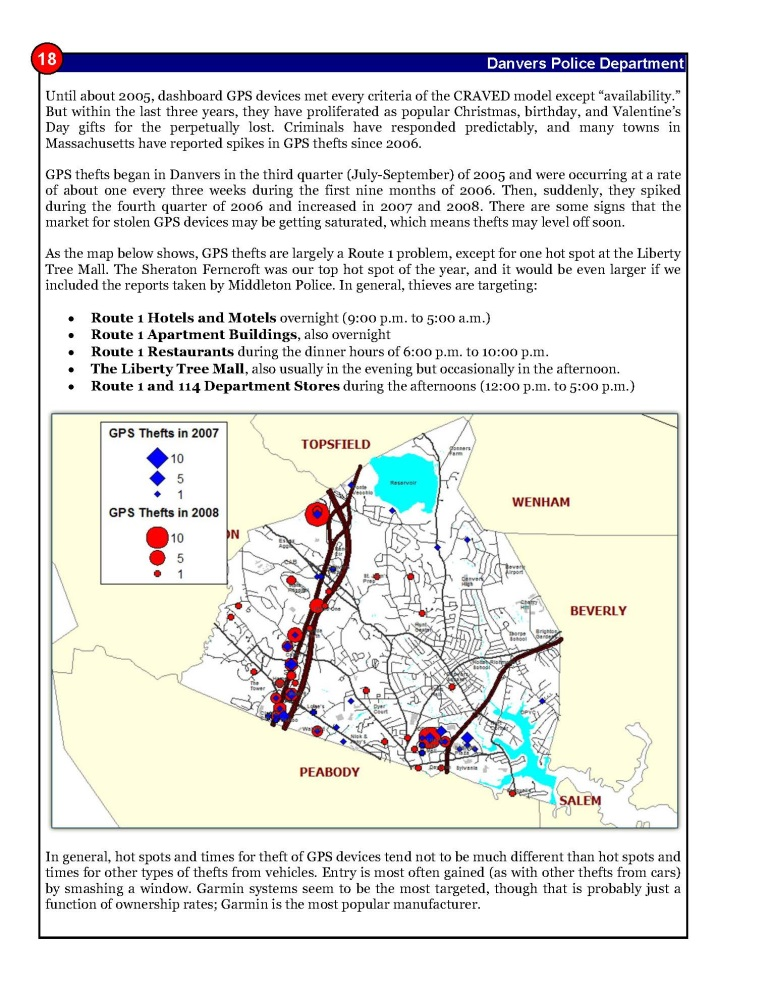 18
Danvers Police Department
Until about 2005, dashboard GPS devices met every criteria of the CRAVED model except “availability.”
But within the last three years, they have proliferated as popular Christmas, birthday, and Valentine’s
Day gifts for the perpetually lost. Criminals have responded predictably, and many towns in
Massachusetts have reported spikes in GPS thefts since 2006.
GPS thefts began in Danvers in the third quarter (July-September) of 2005 and were occurring at a rate
of about one every three weeks during the first nine months of 2006. Then, suddenly, they spiked
during the fourth quarter of 2006 and increased in 2007 and 2008. There are some signs that the
market for stolen GPS devices may be getting saturated, which means thefts may level off soon.
As the map below shows, GPS thefts are largely a Route 1 problem, except for one hot spot at the Liberty
Tree Mall. The Sheraton Ferncroft was our top hot spot of the year, and it would be even larger if we
included the reports taken by Middleton Police. In general, thieves are targeting:
• Route 1 Hotels and Motels overnight (9:00 p.m. to 5:00 a.m.)
• Route 1 Apartment Buildings, also overnight
• Route 1 Restaurants during the dinner hours of 6:00 p.m. to 10:00 p.m.
• The Liberty Tree Mall, also usually in the evening but occasionally in the afternoon.
• Route 1 and 114 Department Stores during the afternoons (12:00 p.m. to 5:00 p.m.)
GPS Thefts in 2007
10
5
1
GPS Thefts in 2008
10
5
1
TOPSFIELD
Connors
Farm
Reservoir
WENHAM
ON
Beverly
Airport
BEVERLY
Thorpe
School
The
Tower
Dyer
Court
Sylvania
PEABODY
SALEM
In general, hot spots and times for theft of GPS devices tend not to be much different than hot spots and
times for other types of thefts from vehicles. Entry is most often gained (as with other thefts from cars)
by smashing a window. Garmin systems seem to be the most targeted, though that is probably just a
function of ownership rates; Garmin is the most popular manufacturer.